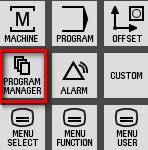 M
MACHINE
PROGRAM
OFFSET
PROGRAM
MANAGER
ALARM
CUSTOM
MENU
SELECT
MENU
FUNCTION
MENU
USER